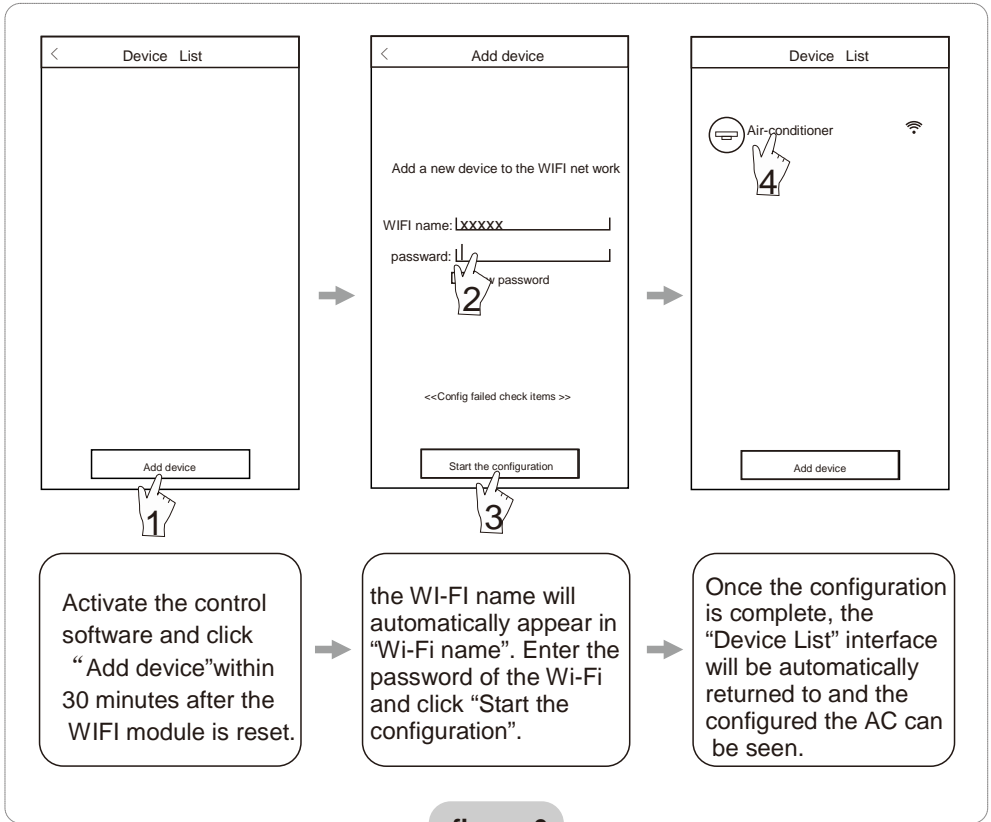 Device List
Add device
1
Add device
Add a new device to the WIFI net work
WIFI name: xxxxx
passward:
password
2
<<Config failed check items >>
Start the configuration
3
Device List
Air-conditioner
4
Add device
Activate the control
software and click
“Add device”within
30 minutes after the
WIFI module is reset.
the WI-FI name will
automatically appear in
“Wi-Fi name”. Enter the
password of the Wi-Fi
and click “Start the
configuration”.
Once the configuration
is complete, the
“Device List” interface
will be automatically
returned to and the
configured the AC can
be seen.